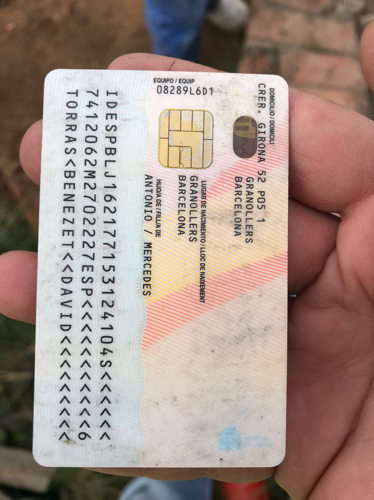 EQUIPO / EQUIP
08289L6D1
DOMICILIO / DOMICILI
CRER. GIRONA 52 P05 1
GRANOLLERS
BARCELONA
LUGAR DE NACIMIENTO / LLOC DE NAIXEMENT
GRANOLLERS
BARCELONA
HIJO/A DE / FILL/A DE
ANTONIO / MERCEDES
IDESPBLJ162177153124104S<<<<<<
7412062M2702227ESP<<<<<<<<<<<6
TORRAS<BENEZET<<DAVID<<<<<<<<<